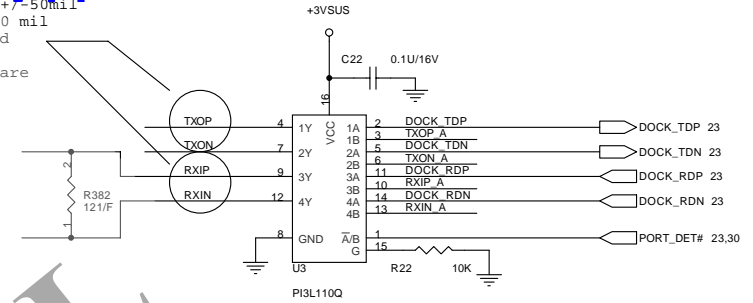 +/-50mil
0 mil
d
are
+3VSUS
C22
0.1U/16V
16
VCC
TXOP
4
1Y
1A
2
DOCK_TDP
DOCK_TDP 23
1B
3
TXOP_A
TXON
7
2Y
2A
5
DOCK_TDN
DOCK_TDN 23
2B
6
TXON_A
RXIP
9
3Y
3A
11
DOCK_RDP
DOCK_RDP 23
3B
10
RXIP_A
RXIN
12
4Y
4A
14
DOCK_RDN
DOCK_RDN 23
4B
13
RXIN_A
2
R382
121/F
1
8
GND
A/B
1
PORT_DET# 23,30
G
15
U3
R22
10K
PI3L110Q